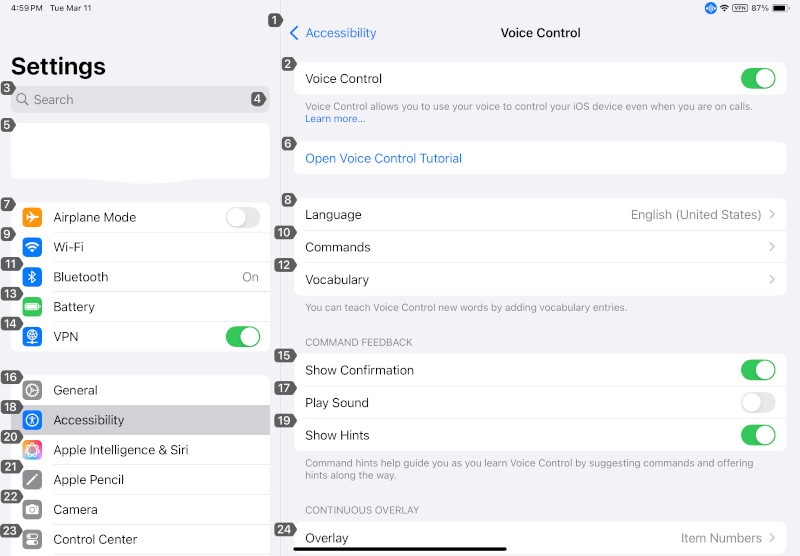 4:59 PM Tue Mar 11
VPN 87%
1
Accessibility
Voice Control
Settings
3
Search
4
5
7
Airplane Mode
9
Wi-Fi
11
Bluetooth On
13
Battery
14
VPN
16
General
18
Accessibility
20
Apple Intelligence & Siri
21
Apple Pencil
22
Camera
23
Control Center
2
Voice Control
Voice Control allows you to use your voice to control your iOS device even when you are on calls.
Learn more...
6
Open Voice Control Tutorial
8
Language English (United States)
10
Commands
12
Vocabulary
You can teach Voice Control new words by adding vocabulary entries.
COMMAND FEEDBACK
15
Show Confirmation
17
Play Sound
19
Show Hints
Command hints help guide you as you learn Voice Control by suggesting commands and offering
hints along the way.
CONTINUOUS OVERLAY
24
Overlay Item Numbers